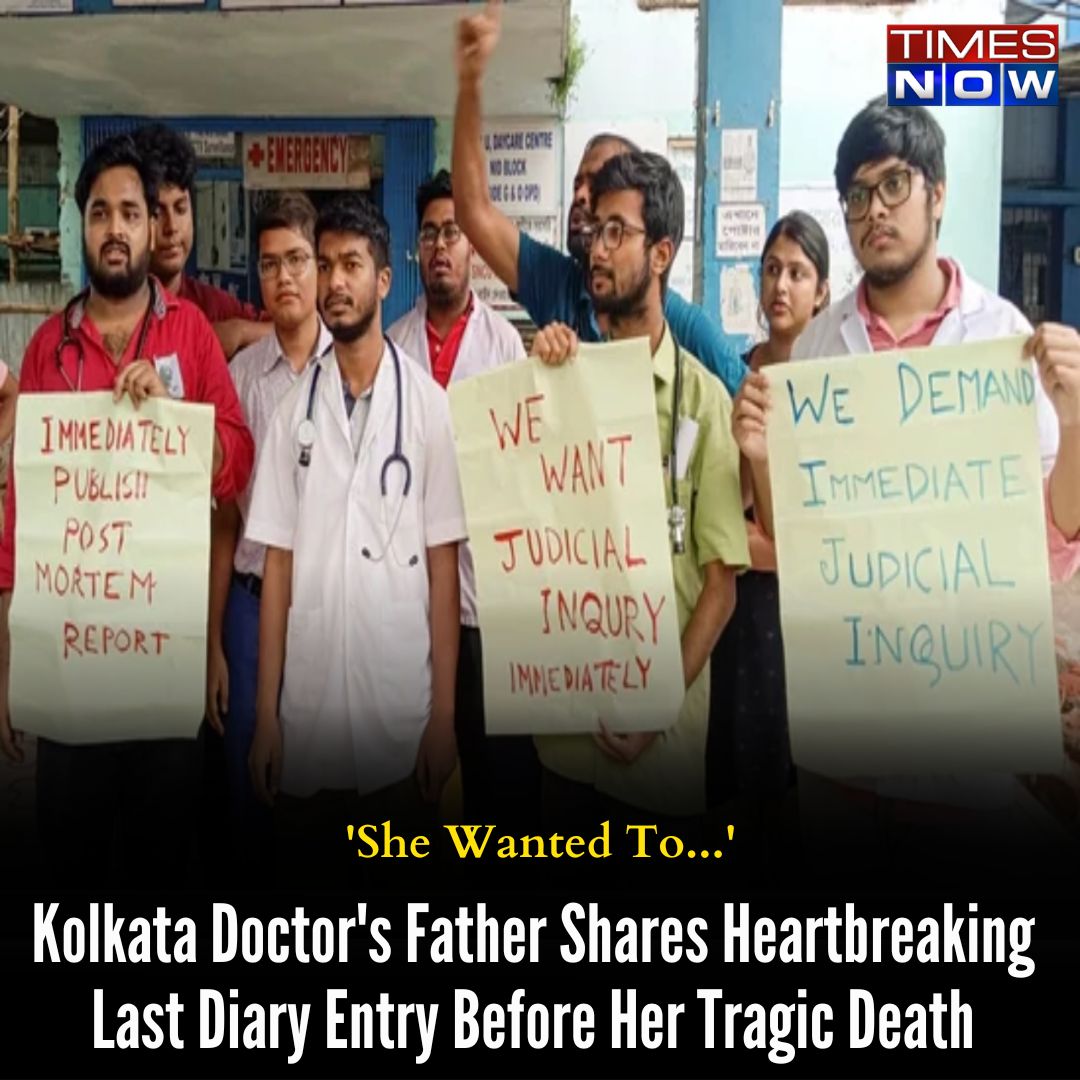 TIMES
NOW
EMERGENCY
U. DAYCARE CENTRE
MID BLOCK
IMMEDIATELY
PUBLISH
POST
MORTEM
REPORT
WE
WANT
JUDICIAL
INQURY
IMMEDIATELY
WE DEMAND
IMMEDIATE
JUDICIAL
INQUIRY
'She Wanted To...'
Kolkata Doctor's Father Shares Heartbreaking
Last Diary Entry Before Her Tragic Death